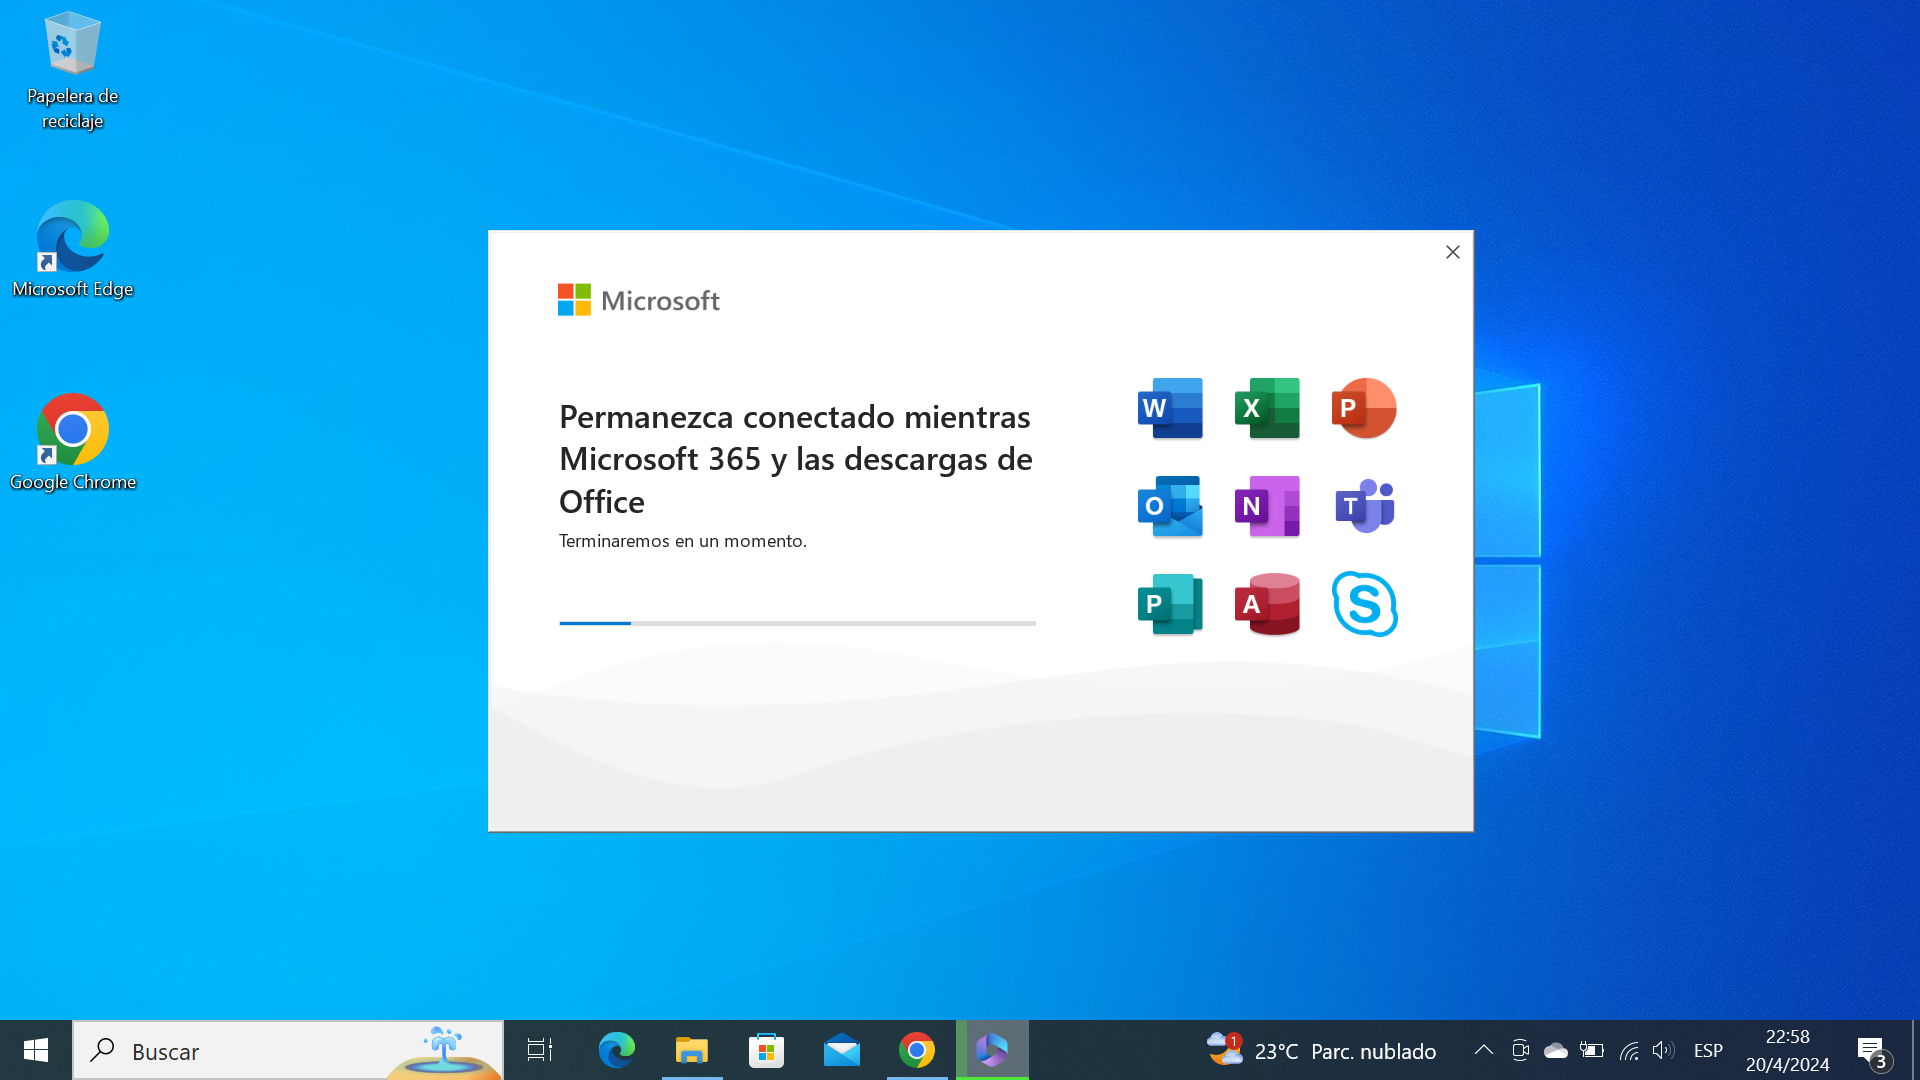 Papelera de
reciclaje
Microsoft Edge
Google Chrome
Microsoft
Permanezca conectado mientras
Microsoft 365 y las descargas de
Office
Terminaremos en un momento.
W
X
P
O
N
T
P
A
S
Buscar
1
23°C Parc. nublado
ESP
22:58
20/4/2024
3